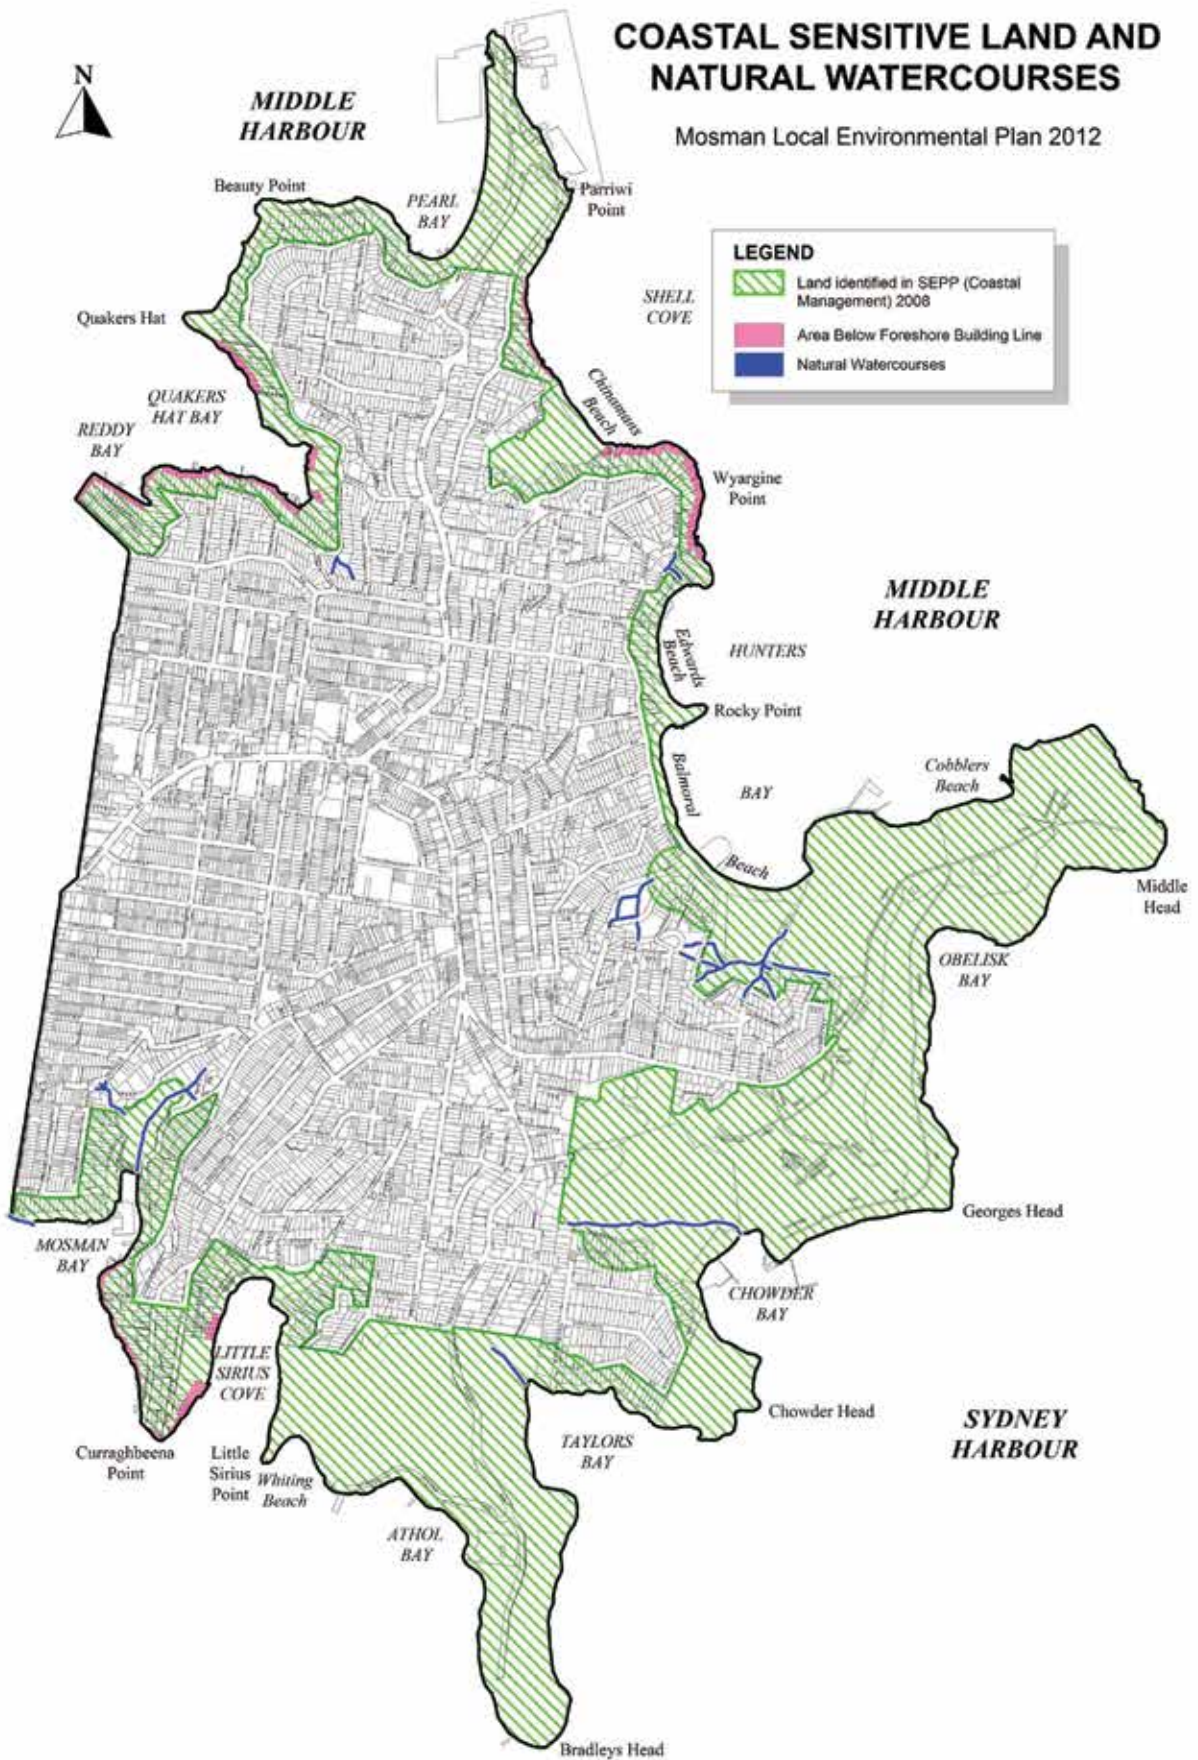 COASTAL SENSITIVE LAND AND
NATURAL WATERCOURSES
Mosman Local Environmental Plan 2012
N
MIDDLE
HARBOUR
Beauty Point
PEARL
BAY
Parriwi
Point
LEGEND
Land identified in SEPP (Coastal
Management) 2008
Area Below Foreshore Building Line
Natural Watercourses
SHELL
COVE
Quakers Hat
Chinamans
Beach
QUAKERS
HAT BAY
REDDY
BAY
Wyargine
Point
MIDDLE
HARBOUR
Edwards
Beach
HUNTERS
Rocky Point
Balmoral
BAY
Cobblers
Beach
Beach
Middle
Head
OBELISK
BAY
Georges Head
MOSMAN
BAY
CHOWDER
BAY
LITTLE
SIRIUS
COVE
Chowder Head
SYDNEY
HARBOUR
Curraghbeena
Point
Little
Sirius
Point
Whiting
Beach
TAYLORS
BAY
ATHOL
BAY
Bradleys Head